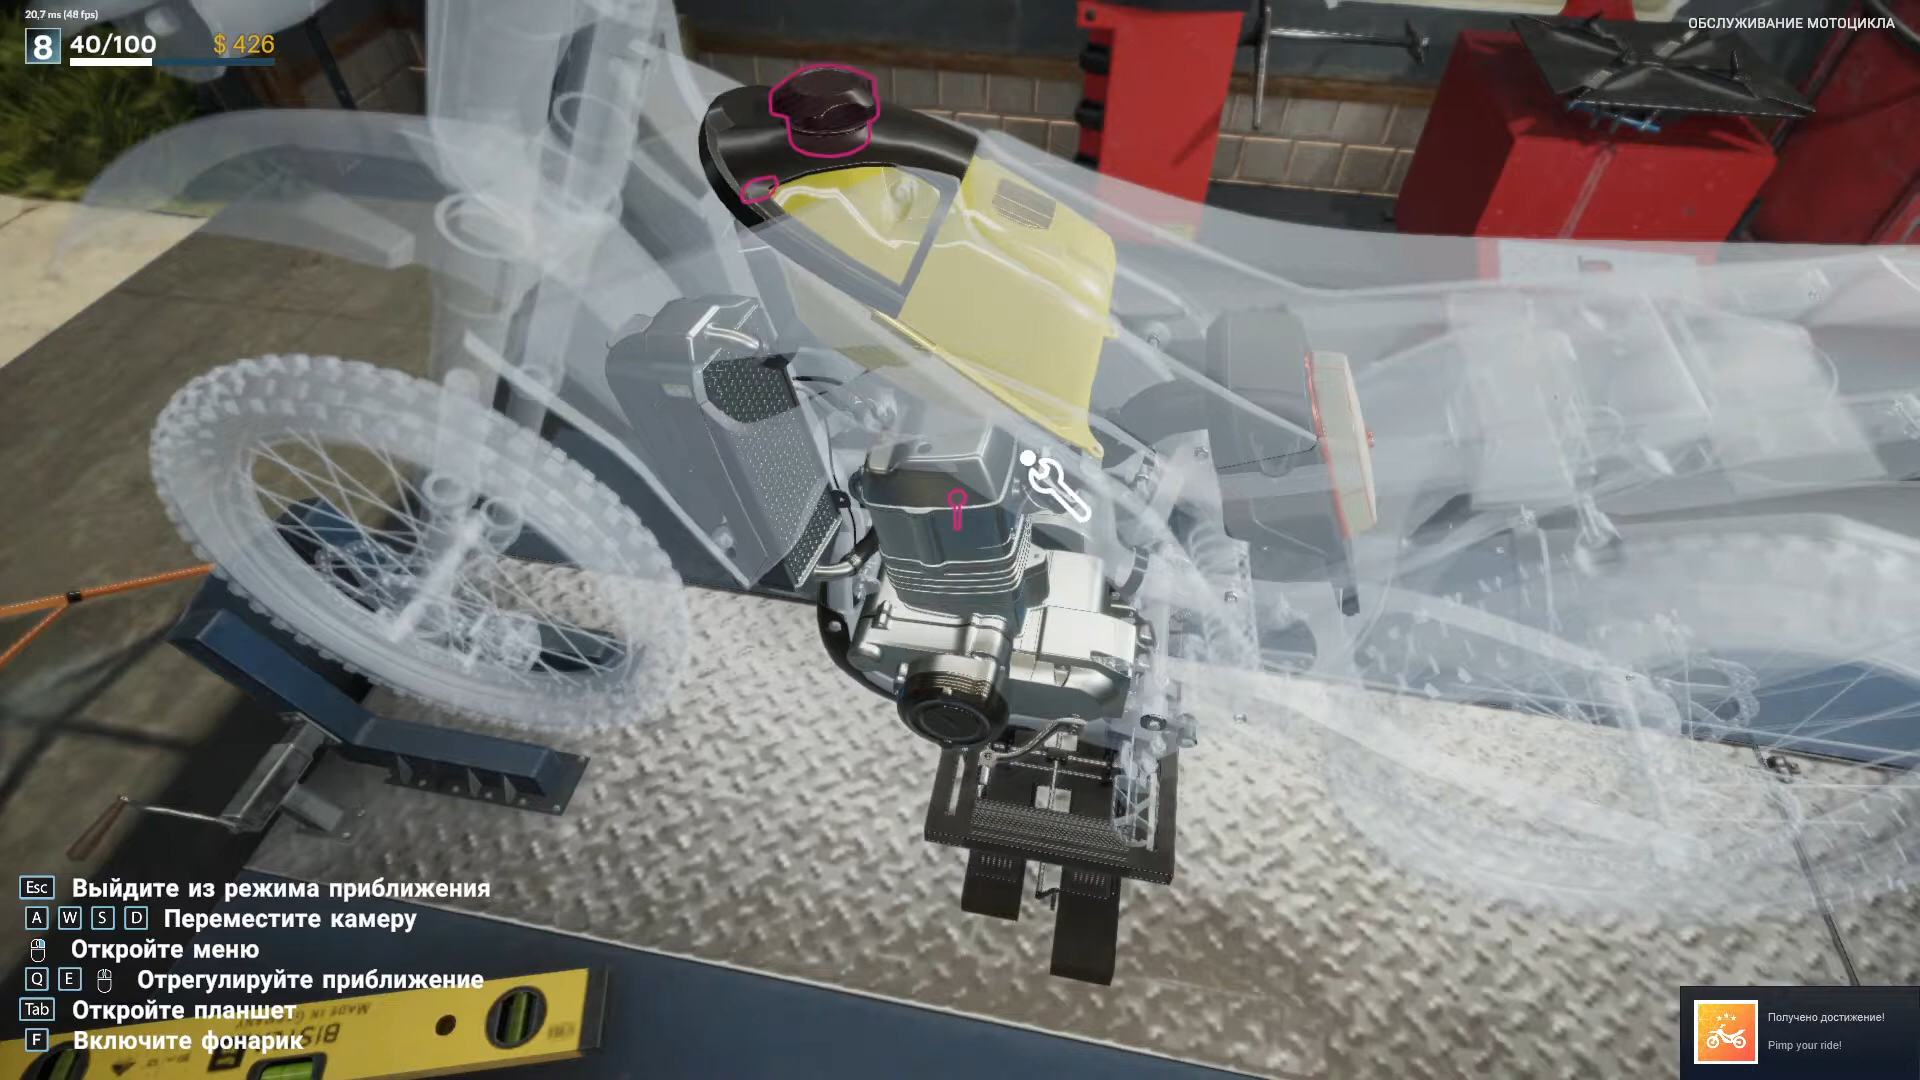 20,7 ms (48 fps)
8 40/100 $ 426
ОБСЛУЖИВАНИЕ МОТОЦИКЛА
Esc Выйдите из режима приближения
A W S D Переместите камеру
Откройте меню
Q E Отрегулируйте приближение
Tab Откройте планшет
F Включите фонарик
Получено достижение!
Pimp your ride!